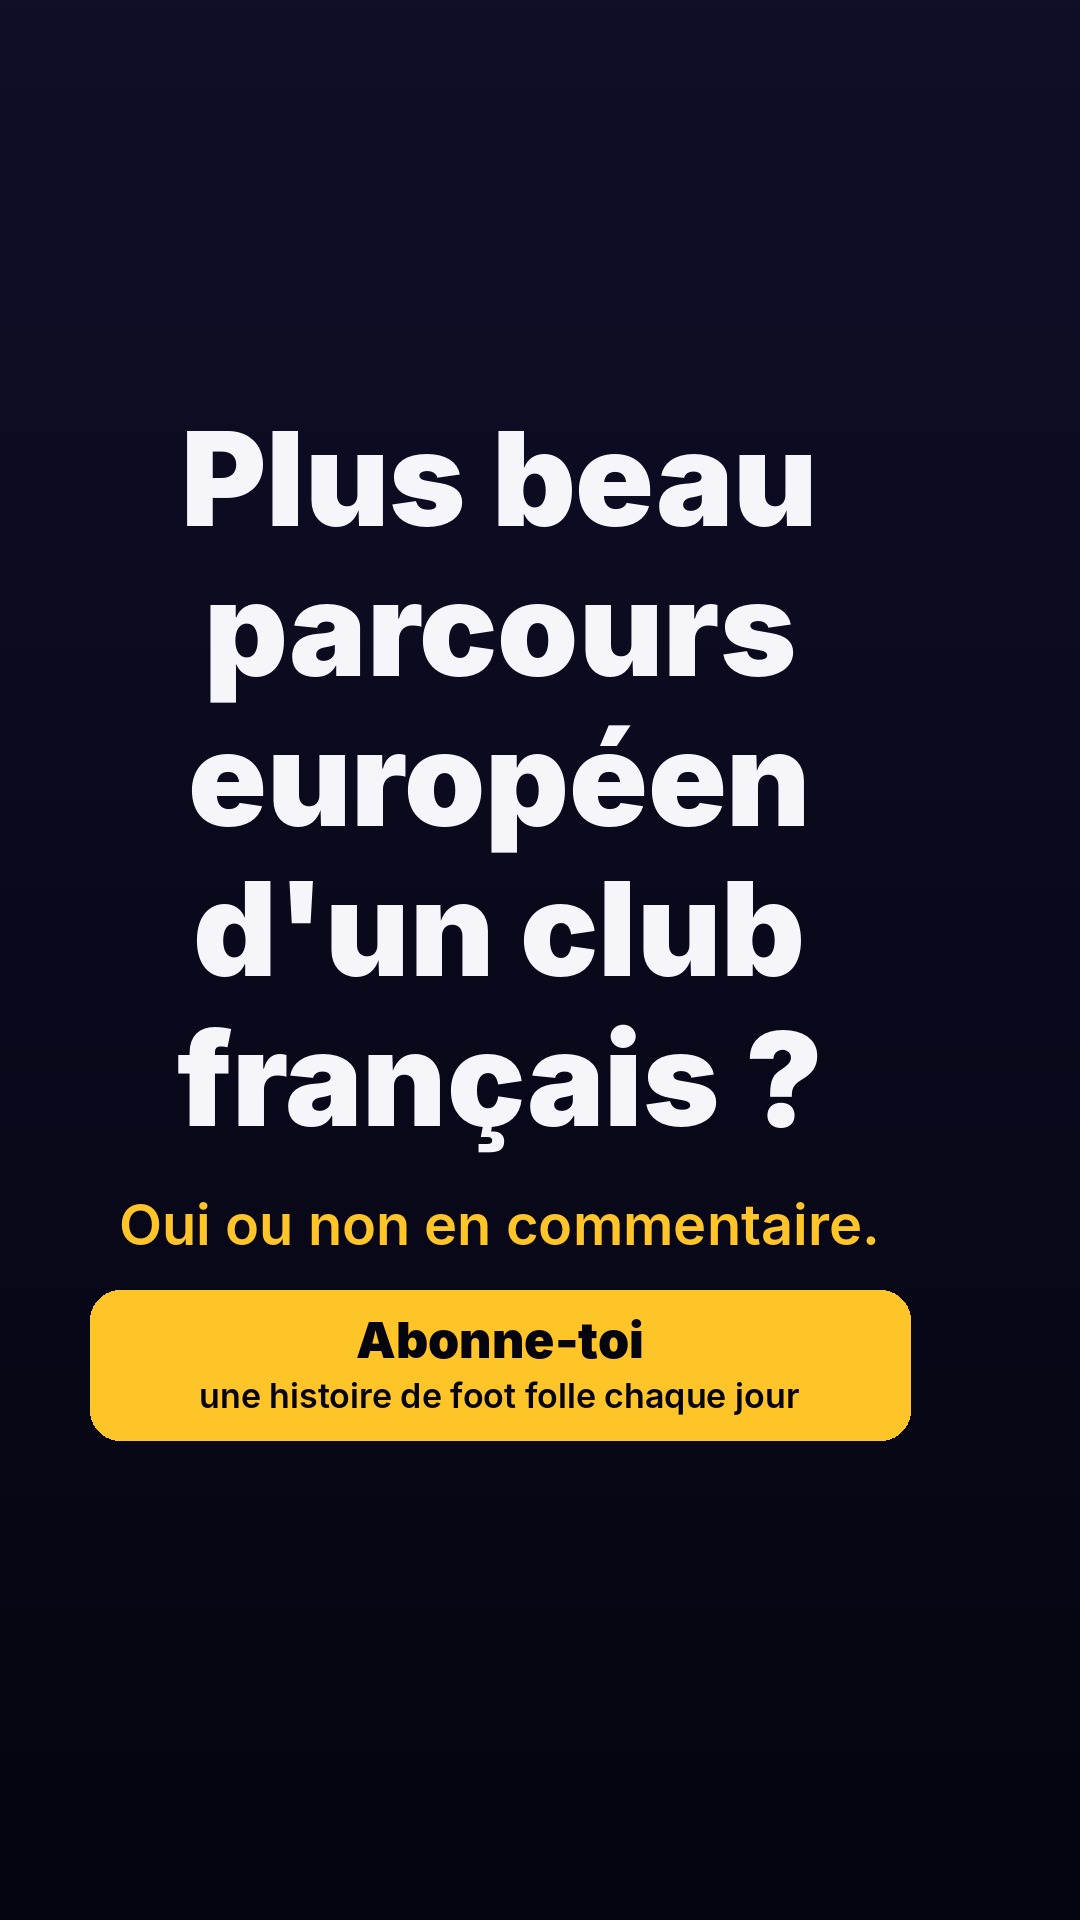 Plus beau
parcours
européen
d'un club
français ?
Oui ou non en commentaire.
Abonne-toi
une histoire de foot folle chaque jour